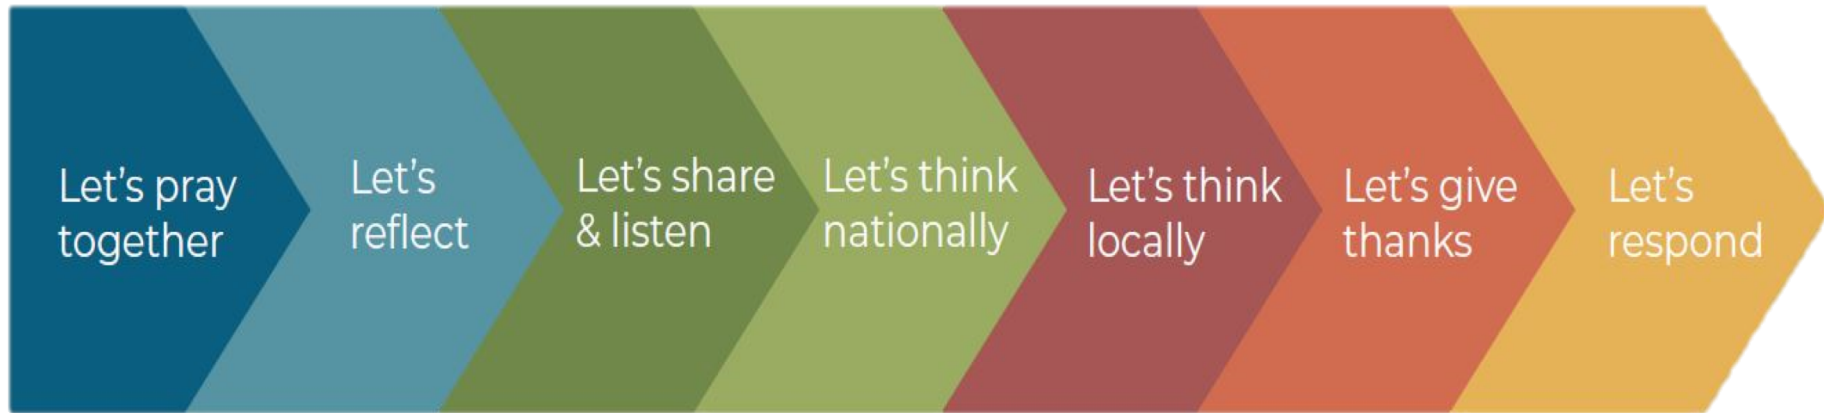 Let's pray
together
Let's
reflect
Let's share
& listen
Let's think
nationally
Let's think
locally
Let's give
thanks
Let's
respond